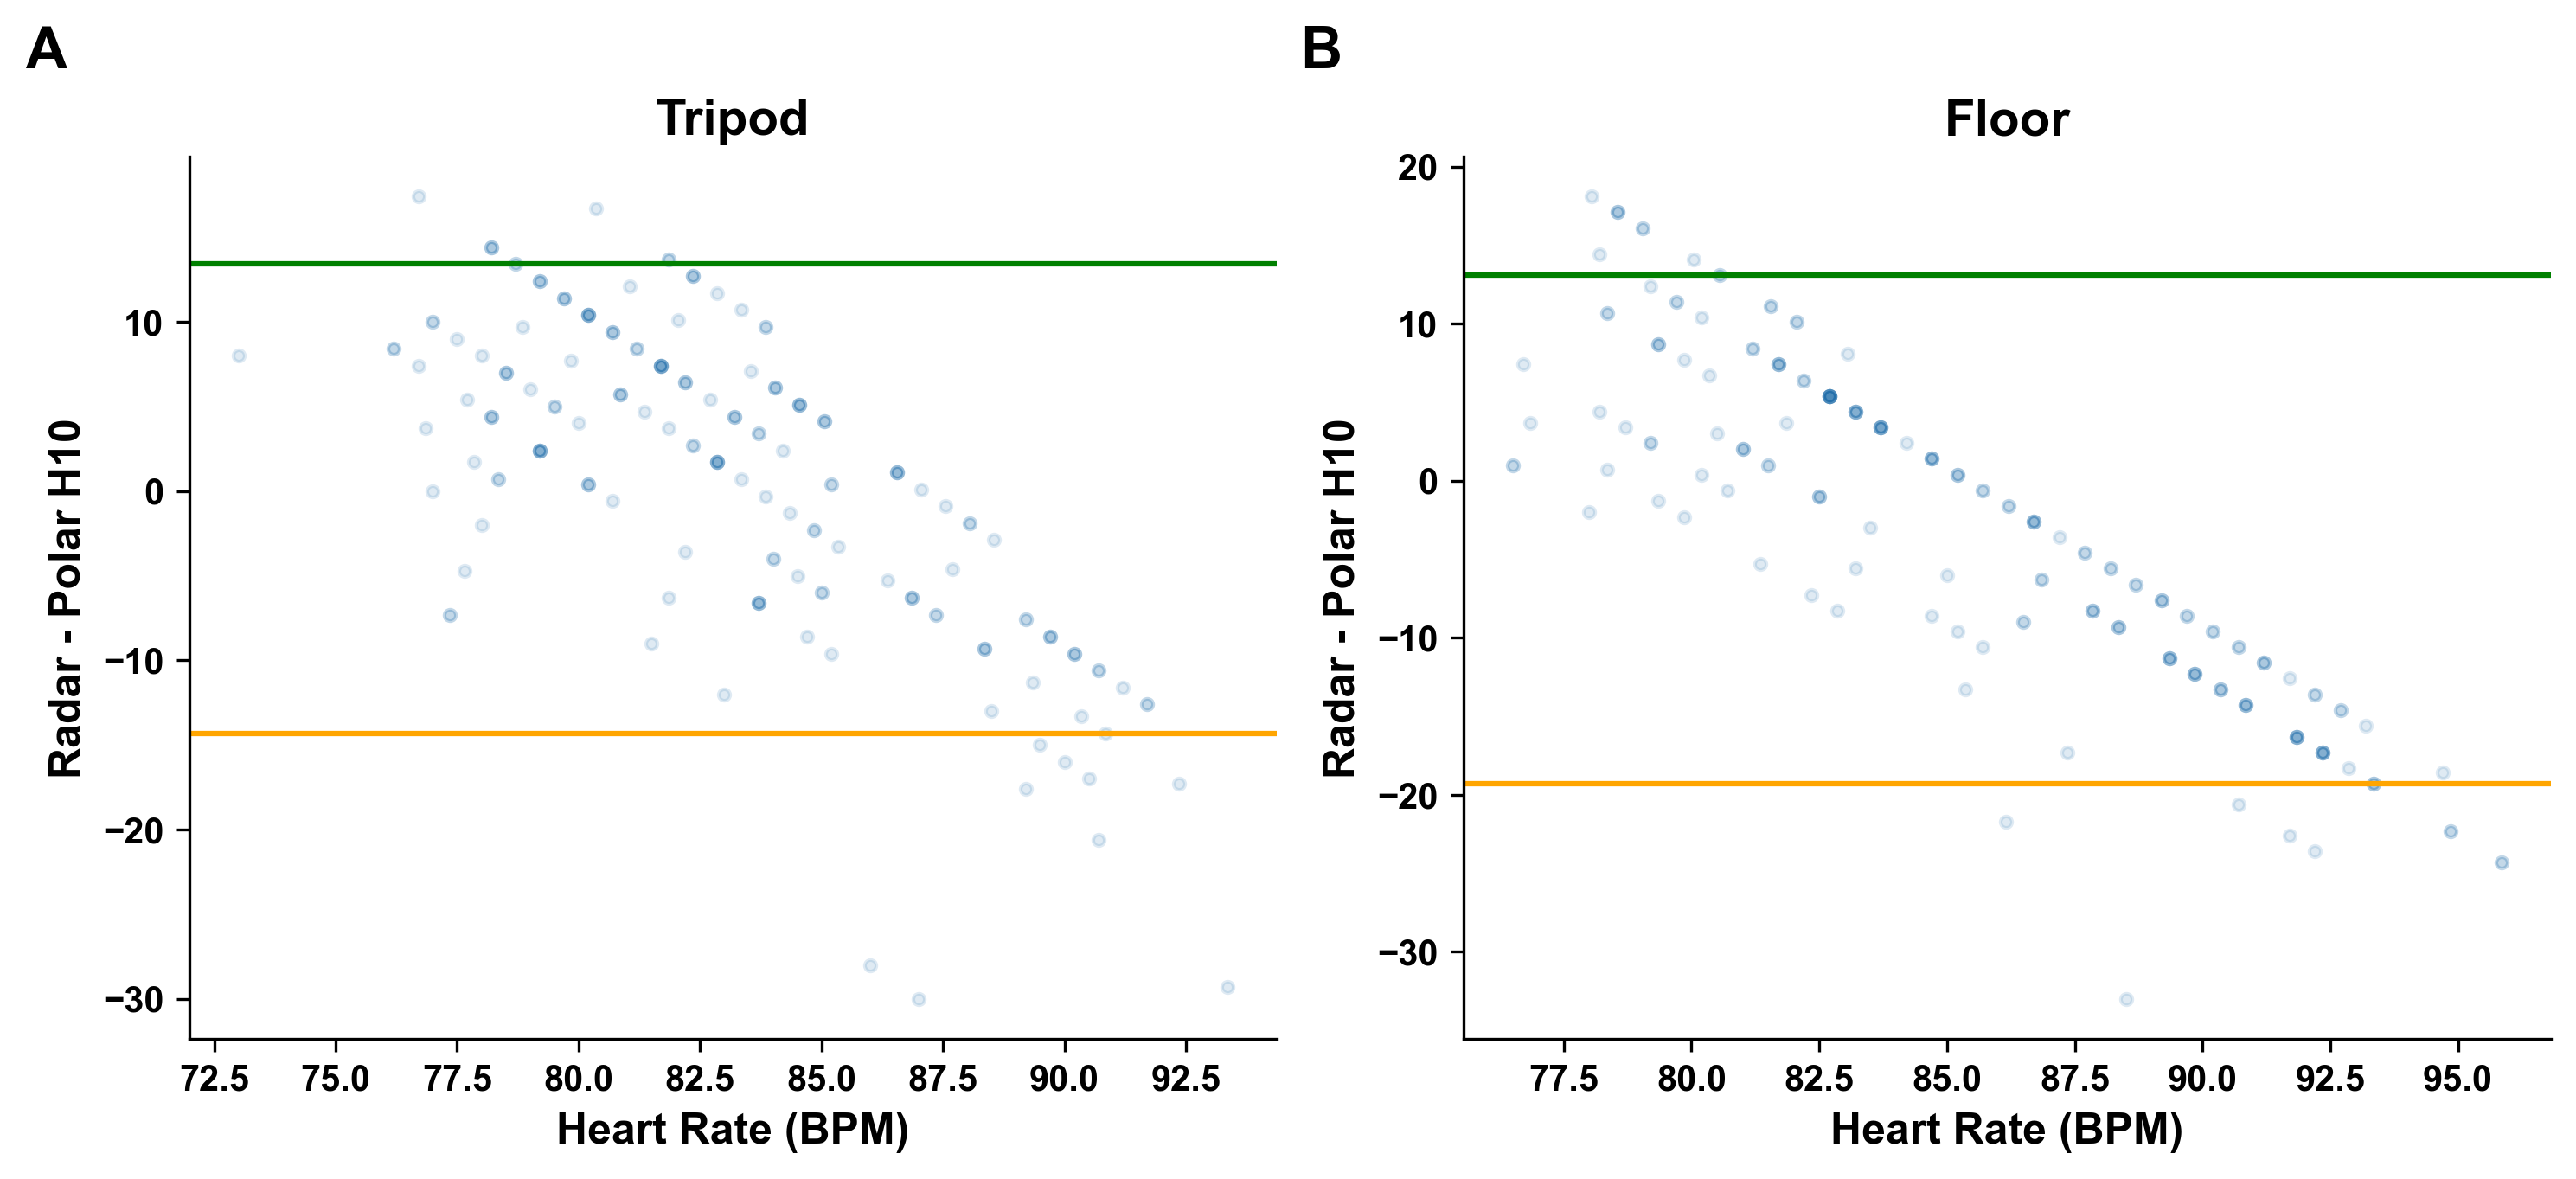 A
B
Tripod
Floor
Radar - Polar H10
10
0
−10
−20
−30
72.5 75.0 77.5 80.0 82.5 85.0 87.5 90.0 92.5
Heart Rate (BPM)
Radar - Polar H10
20
10
0
−10
−20
−30
77.5 80.0 82.5 85.0 87.5 90.0 92.5 95.0
Heart Rate (BPM)